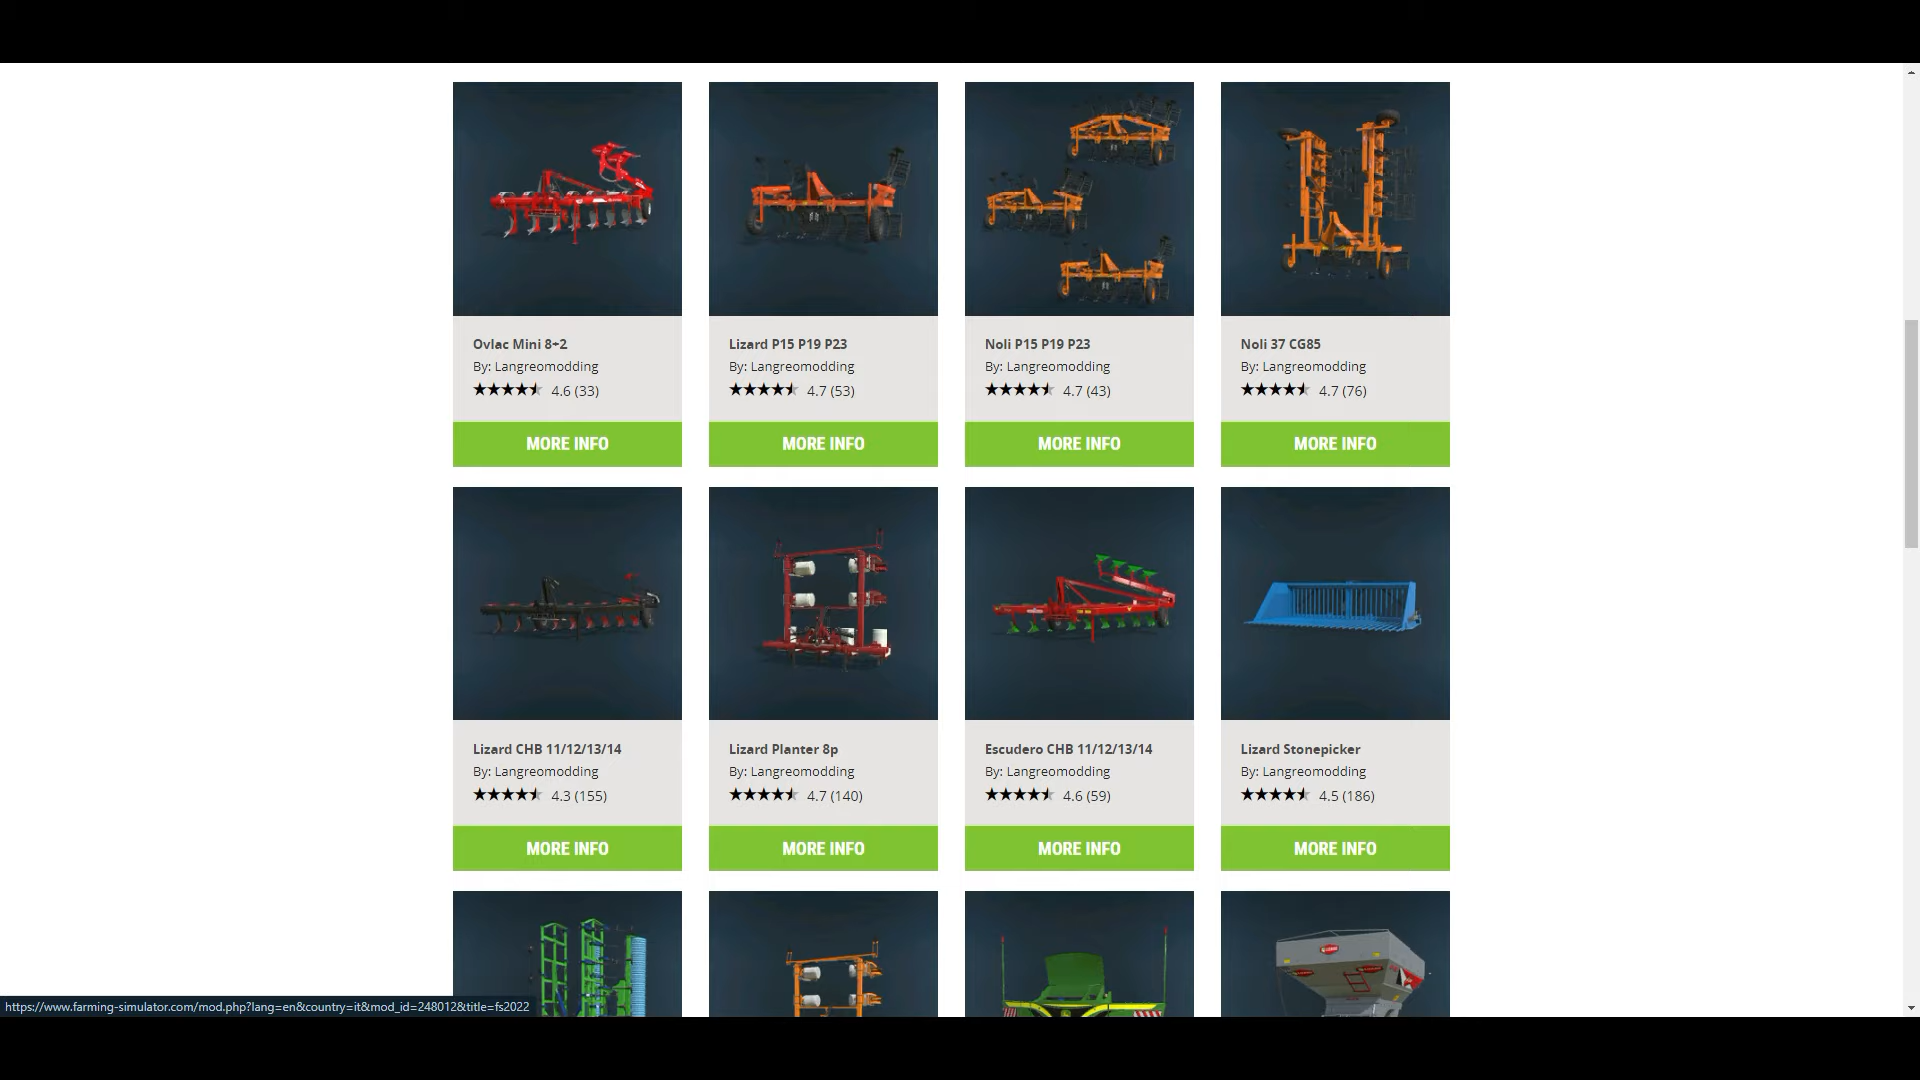 Ovlac Mini 8+2
By: Langreomodding
4.6 (33)
MORE INFO
Lizard P15 P19 P23
By: Langreomodding
4.7 (53)
MORE INFO
Noli P15 P19 P23
By: Langreomodding
4.7 (43)
MORE INFO
Noli 37 CG85
By: Langreomodding
4.7 (76)
MORE INFO
Lizard CHB 11/12/13/14
By: Langreomodding
4.3 (155)
MORE INFO
Lizard Planter 8p
By: Langreomodding
4.7 (140)
MORE INFO
Escudero CHB 11/12/13/14
By: Langreomodding
4.6 (59)
MORE INFO
Lizard Stonepicker
By: Langreomodding
4.5 (186)
MORE INFO
https://www.farming-simulator.com/mod.php?lang=en&country=it&mod_id=248012&title=fs2022